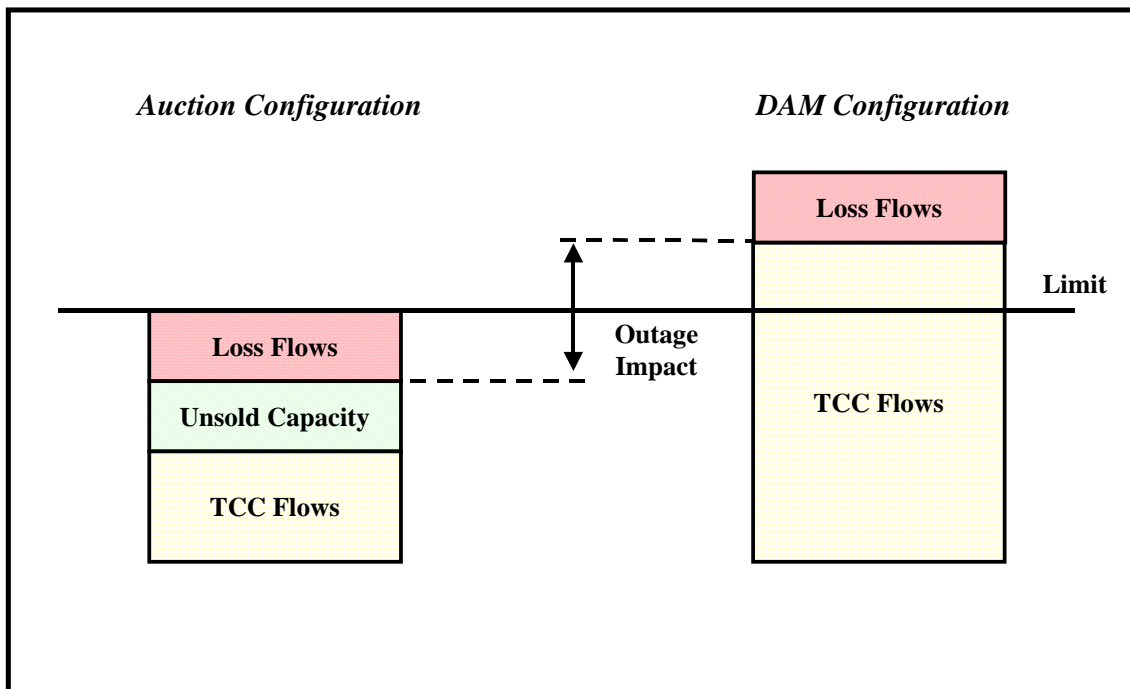 Auction Configuration
DAM Configuration
Loss Flows
Limit
Loss Flows
Outage
Impact
Unsold Capacity
TCC Flows
TCC Flows